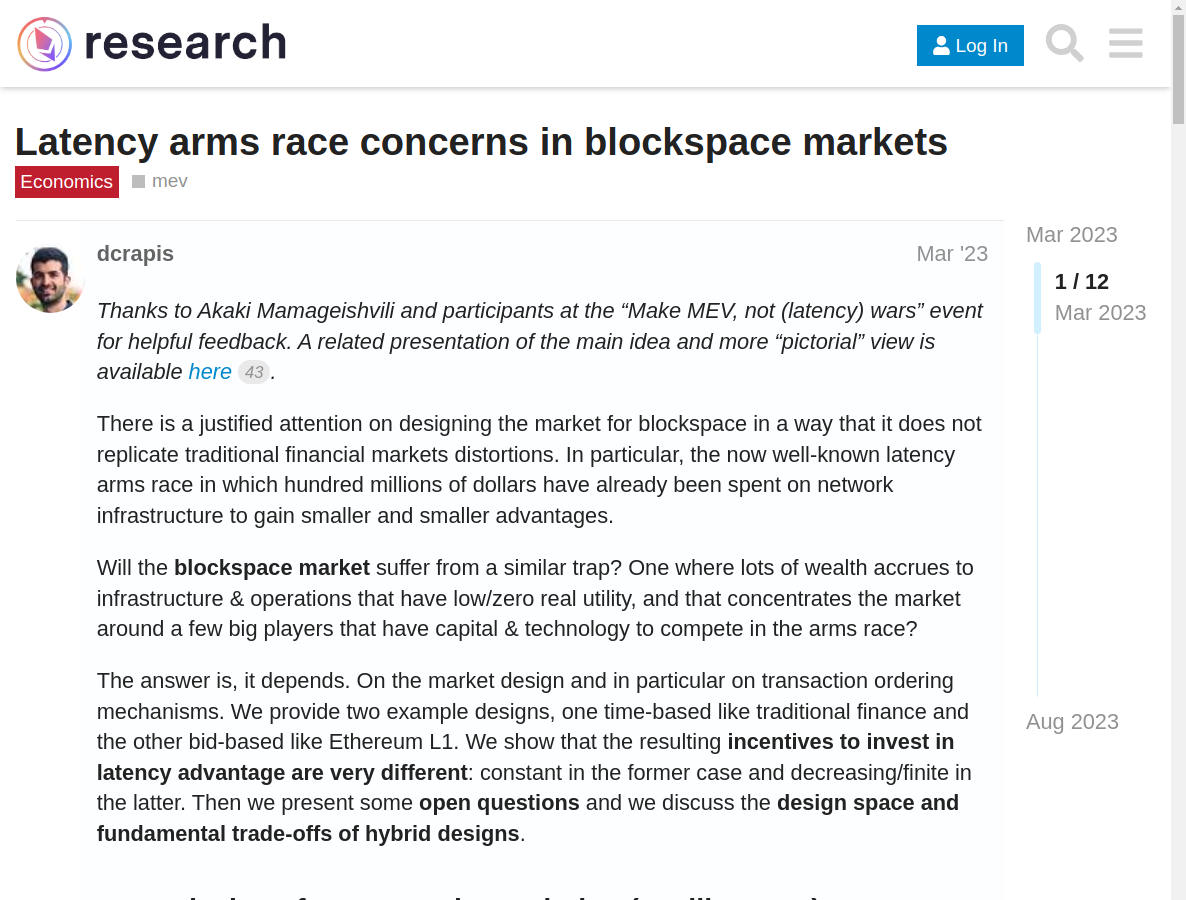 research
Log In
Latency arms race concerns in blockspace markets
Economics mev
dcrapis
Mar '23
Thanks to Akaki Mamageishvili and participants at the “Make MEV, not (latency) wars” event
for helpful feedback. A related presentation of the main idea and more “pictorial” view is
available here 43 .
There is a justified attention on designing the market for blockspace in a way that it does not
replicate traditional financial markets distortions. In particular, the now well-known latency
arms race in which hundred millions of dollars have already been spent on network
infrastructure to gain smaller and smaller advantages.
Will the blockspace market suffer from a similar trap? One where lots of wealth accrues to
infrastructure & operations that have low/zero real utility, and that concentrates the market
around a few big players that have capital & technology to compete in the arms race?
The answer is, it depends. On the market design and in particular on transaction ordering
mechanisms. We provide two example designs, one time-based like traditional finance and
the other bid-based like Ethereum L1. We show that the resulting incentives to invest in
latency advantage are very different: constant in the former case and decreasing/finite in
the latter. Then we present some open questions and we discuss the design space and
fundamental trade-offs of hybrid designs.
Mar 2023
1 / 12
Mar 2023
Aug 2023